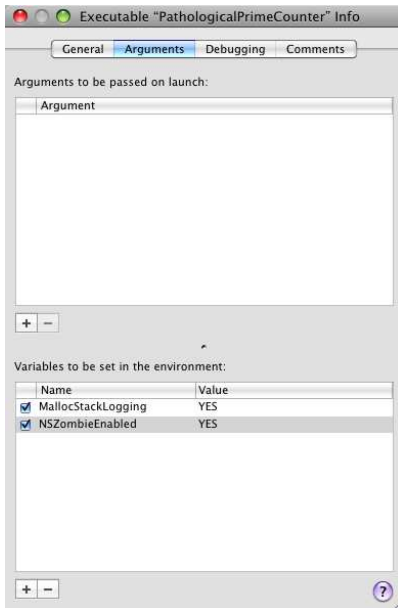 Executable “PathologicalPrimeCounter” Info
General Arguments Debugging Comments
Arguments to be passed on launch:
Argument
+ −
Variables to be set in the environment:
Name Value
MallocStackLogging YES
NSZombieEnabled YES
+ − ?